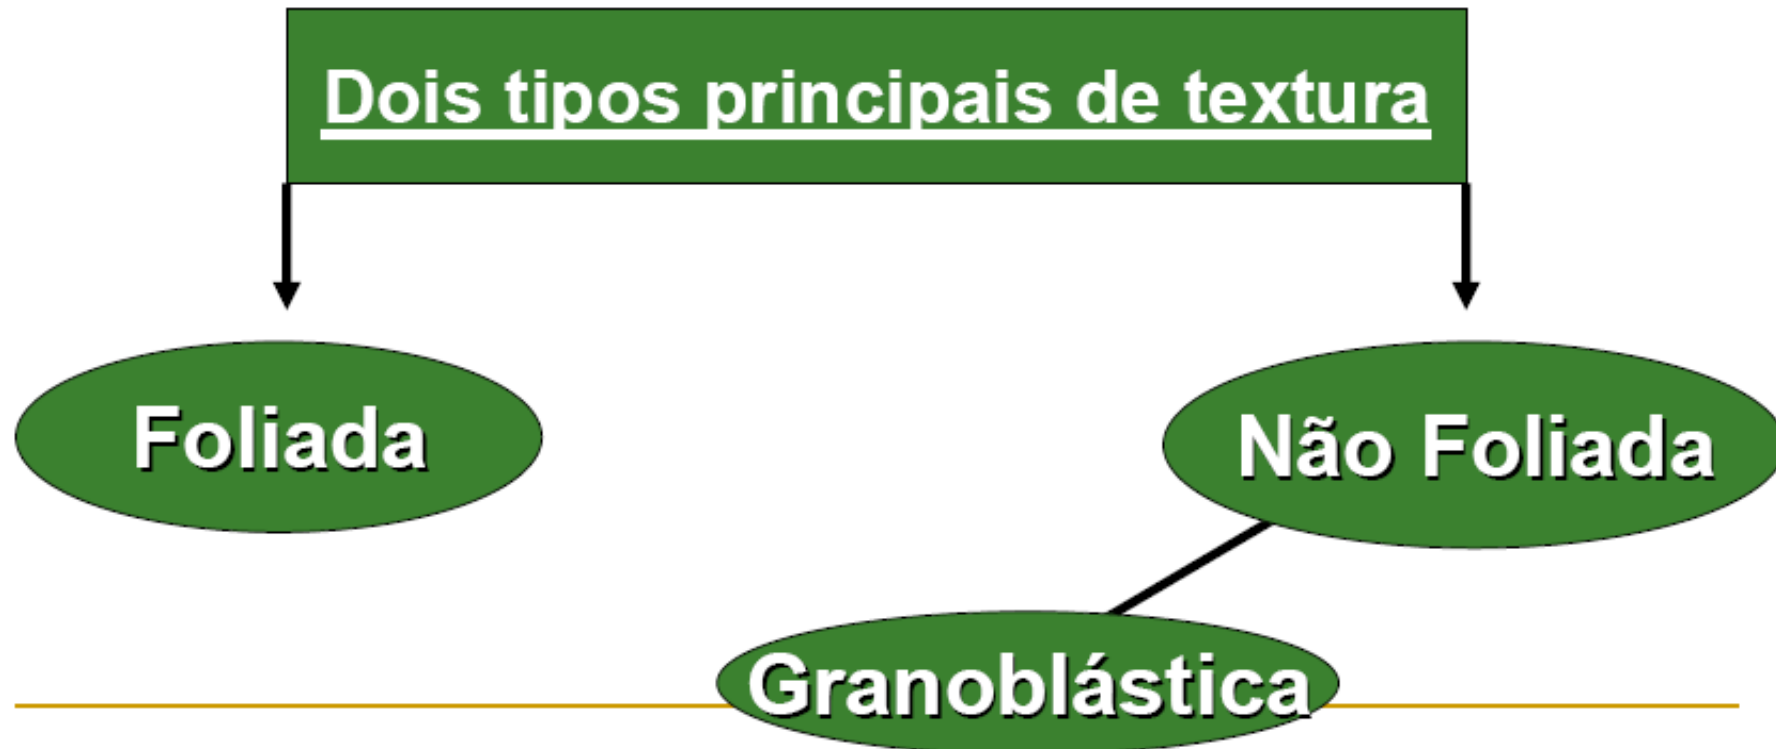 Dois tipos principais de textura
Foliada
Não Foliada
Granoblástica